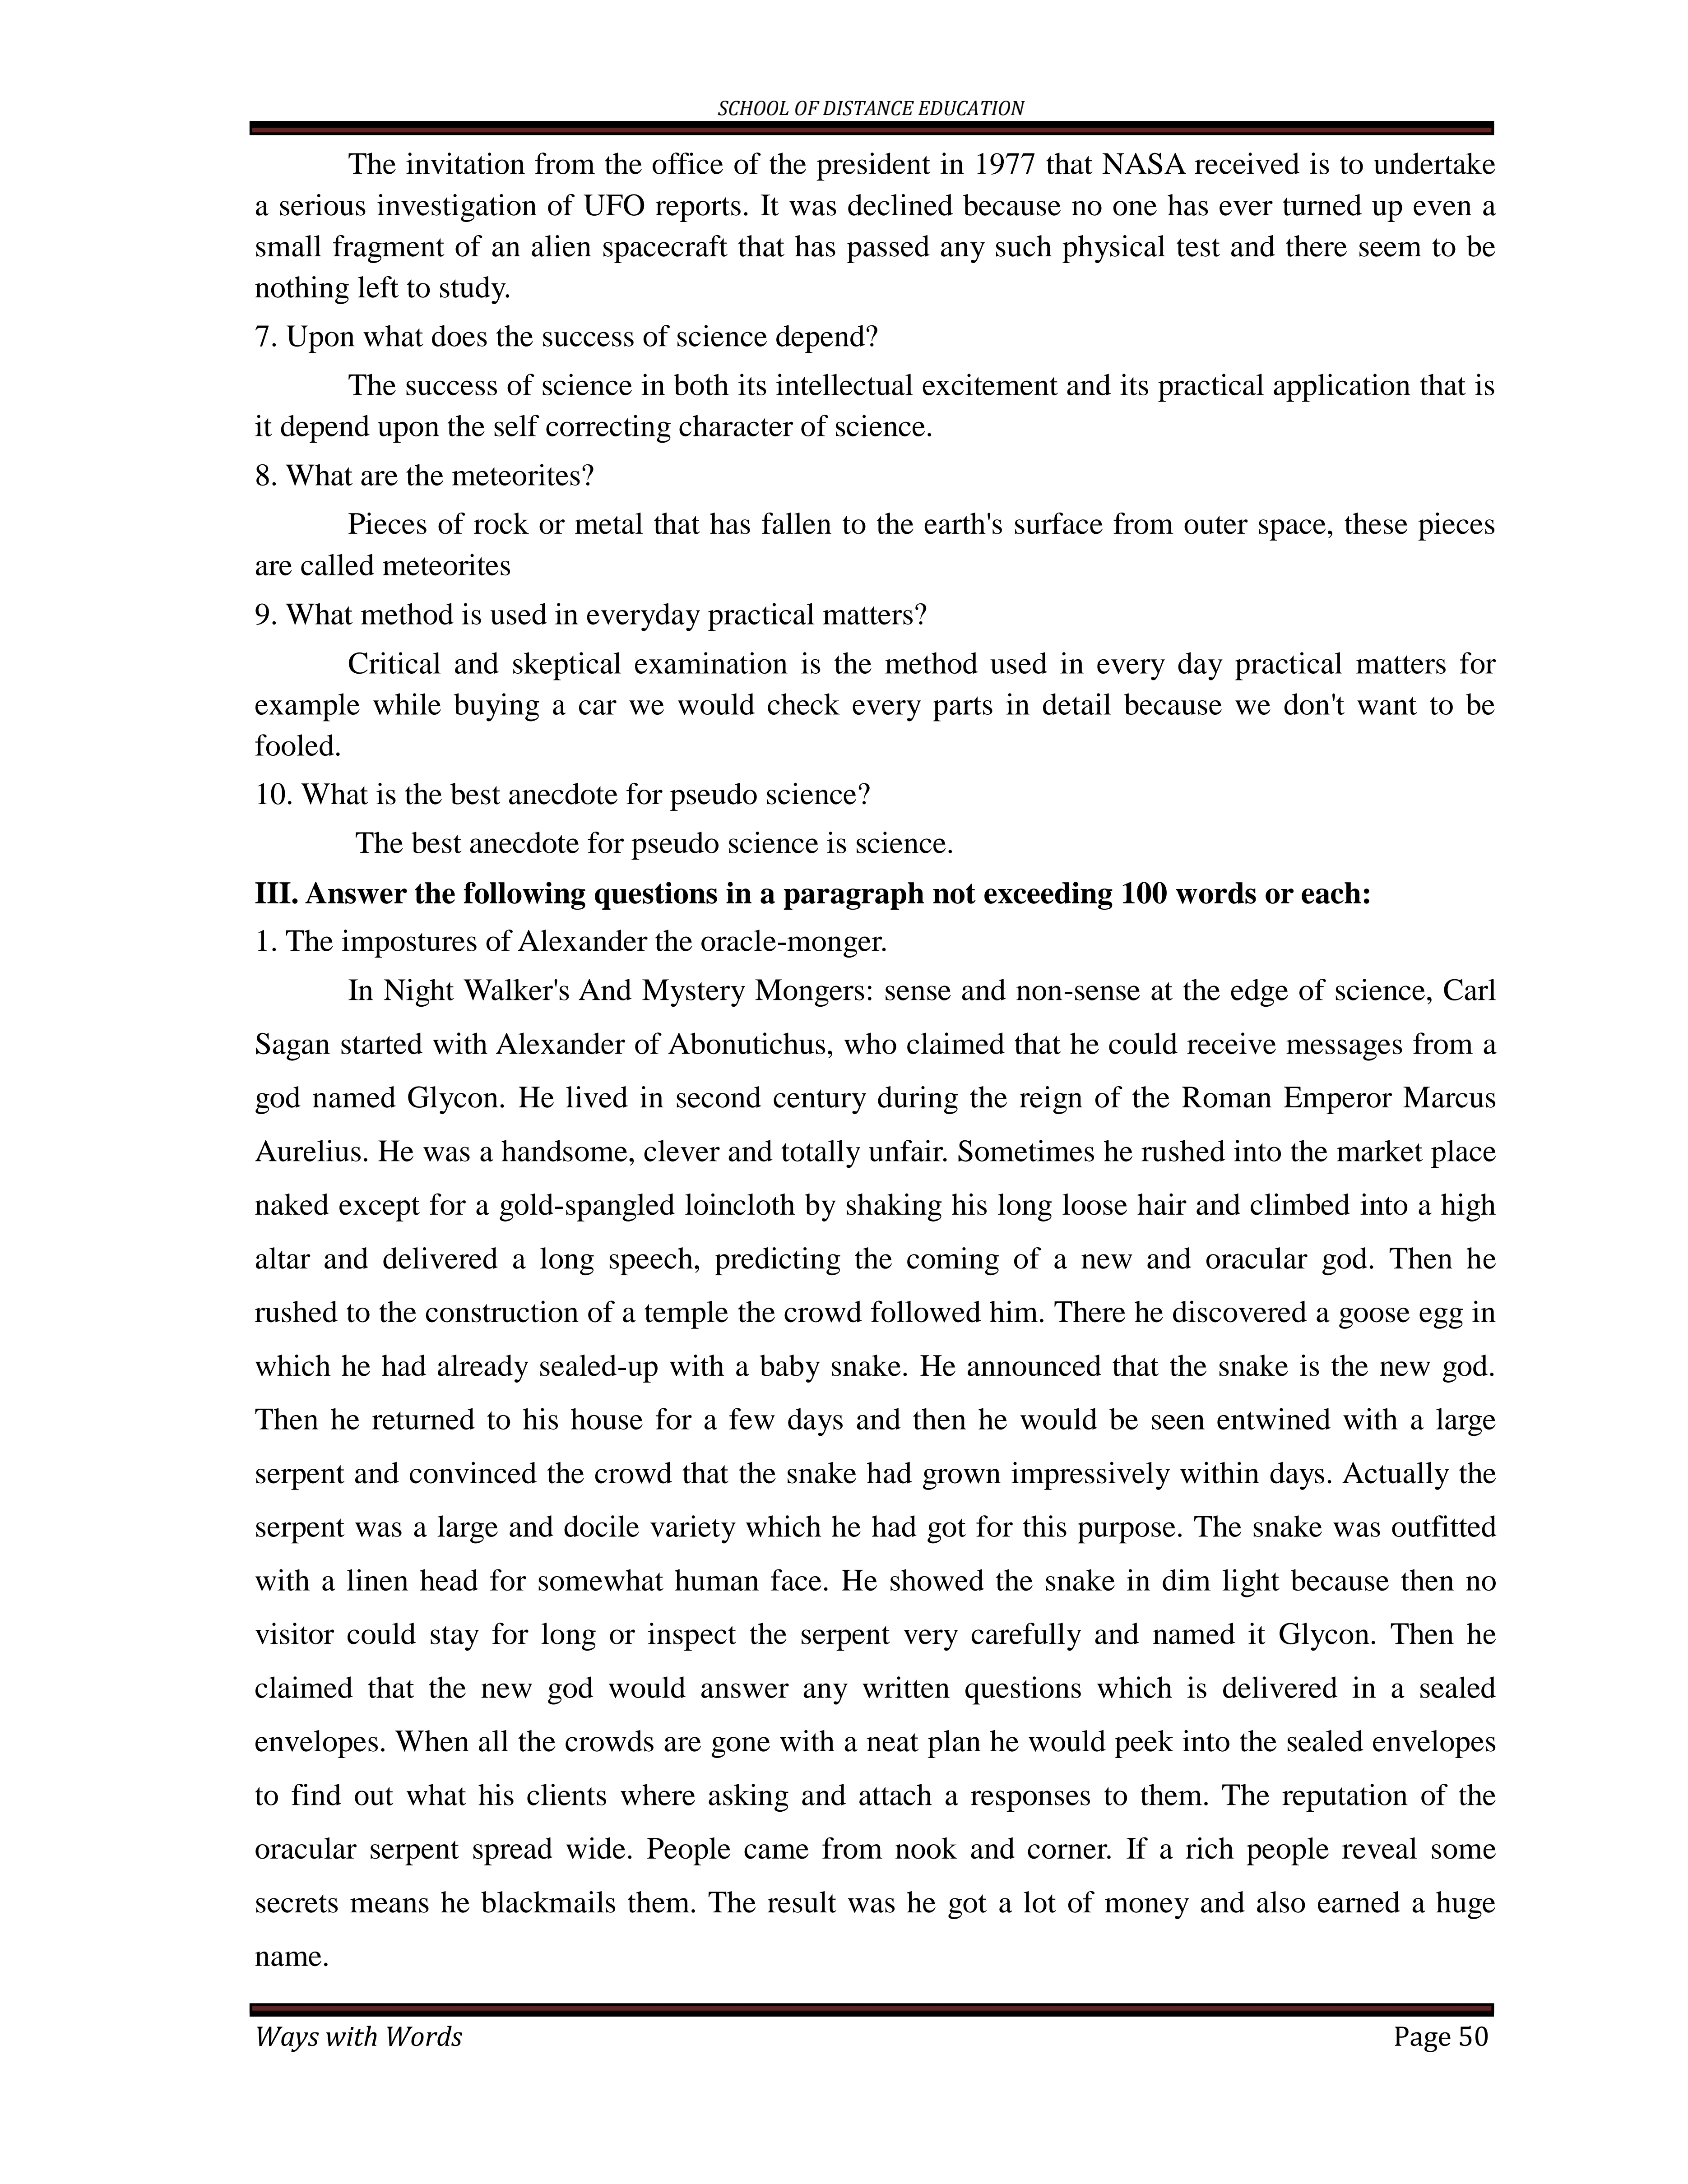 SCHOOL OF DISTANCE EDUCATION
The invitation from the office of the president in 1977 that NASA received is to undertake
a serious investigation of UFO reports. It was declined because no one has ever turned up even a
small fragment of an alien spacecraft that has passed any such physical test and there seem to be
nothing left to study.
7. Upon what does the success of science depend?
The success of science in both its intellectual excitement and its practical application that is
it depend upon the self correcting character of science.
8. What are the meteorites?
Pieces of rock or metal that has fallen to the earth's surface from outer space, these pieces
are called meteorites
9. What method is used in everyday practical matters?
Critical and skeptical examination is the method used in every day practical matters for
example while buying a car we would check every parts in detail because we don't want to be
fooled.
10. What is the best anecdote for pseudo science?
The best anecdote for pseudo science is science.
III. Answer the following questions in a paragraph not exceeding 100 words or each:
1. The impostures of Alexander the oracle-monger.
In Night Walker's And Mystery Mongers: sense and non-sense at the edge of science, Carl
Sagan started with Alexander of Abonutichus, who claimed that he could receive messages from a
god named Glycon. He lived in second century during the reign of the Roman Emperor Marcus
Aurelius. He was a handsome, clever and totally unfair. Sometimes he rushed into the market place
naked except for a gold-spangled loincloth by shaking his long loose hair and climbed into a high
altar and delivered a long speech, predicting the coming of a new and oracular god. Then he
rushed to the construction of a temple the crowd followed him. There he discovered a goose egg in
which he had already sealed-up with a baby snake. He announced that the snake is the new god.
Then he returned to his house for a few days and then he would be seen entwined with a large
serpent and convinced the crowd that the snake had grown impressively within days. Actually the
serpent was a large and docile variety which he had got for this purpose. The snake was outfitted
with a linen head for somewhat human face. He showed the snake in dim light because then no
visitor could stay for long or inspect the serpent very carefully and named it Glycon. Then he
claimed that the new god would answer any written questions which is delivered in a sealed
envelopes. When all the crowds are gone with a neat plan he would peek into the sealed envelopes
to find out what his clients where asking and attach a responses to them. The reputation of the
oracular serpent spread wide. People came from nook and corner. If a rich people reveal some
secrets means he blackmails them. The result was he got a lot of money and also earned a huge
name.
Ways with Words Page 50